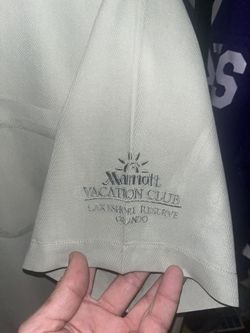 Marriott
VACATION CLUB
LAKESHORE RESERVE
ORLANDO
S